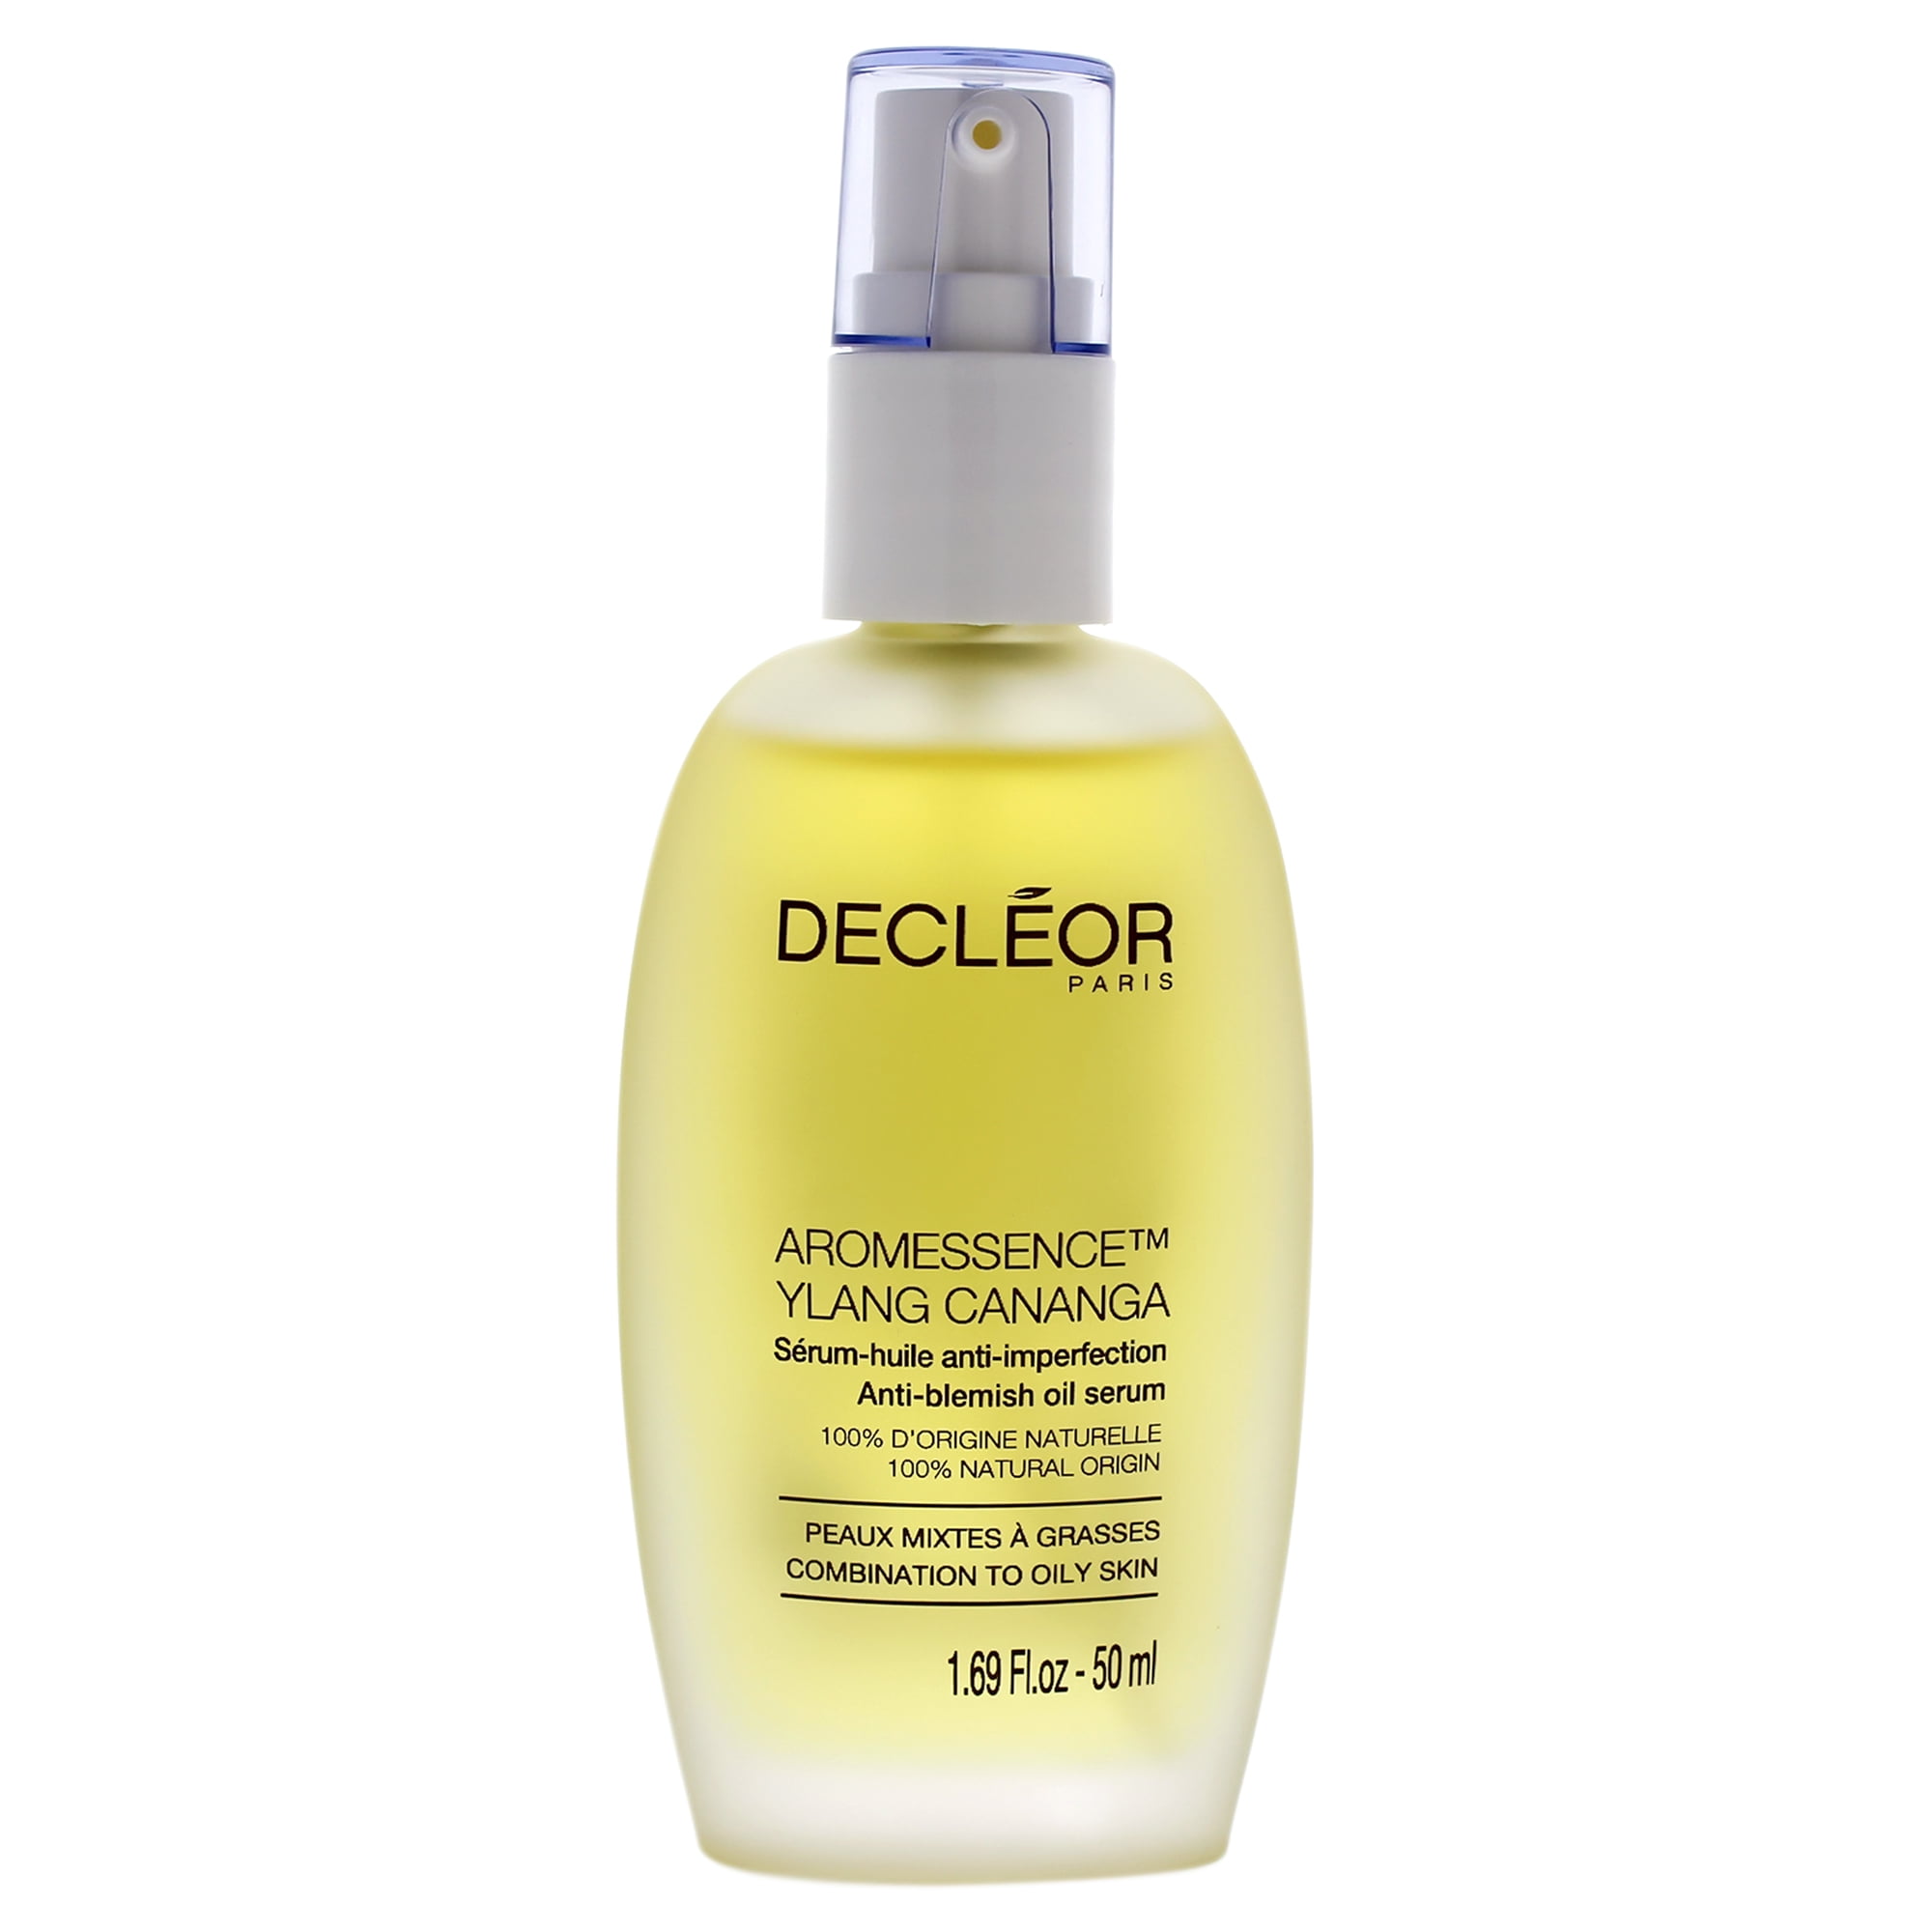 DECLÉOR
PARIS
AROMESSENCE™
YLANG CANANGA
Sérum-huile anti-imperfection
Anti-blemish oil serum
100% D'ORIGINE NATURELLE
100% NATURAL ORIGIN
PEAUX MIXTES À GRASSES
COMBINATION TO OILY SKIN
1.69 Fl.oz - 50 ml